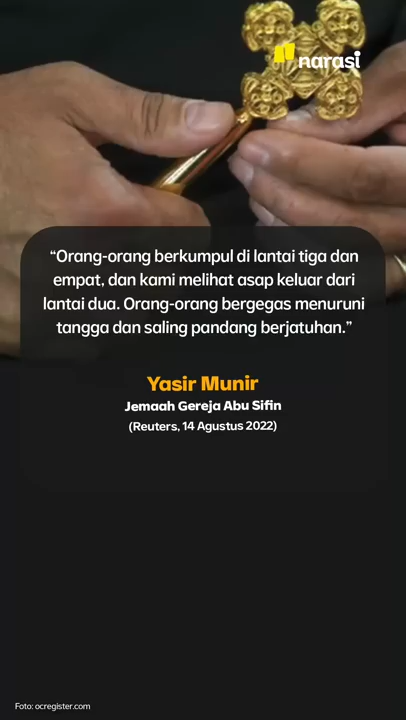 narasi
“Orang-orang berkumpul di lantai tiga dan
empat, dan kami melihat asap keluar dari
lantai dua. Orang-orang bergegas menuruni
tangga dan saling pandang berjatuhan.”
Yasir Munir
Jemaah Gereja Abu Sifin
(Reuters, 14 Agustus 2022)
Foto: ocregister.com